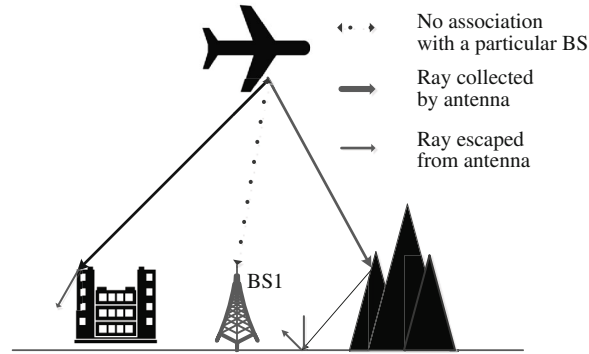 No association
with a particular BS
Ray collected
by antenna
Ray escaped
from antenna
BS1